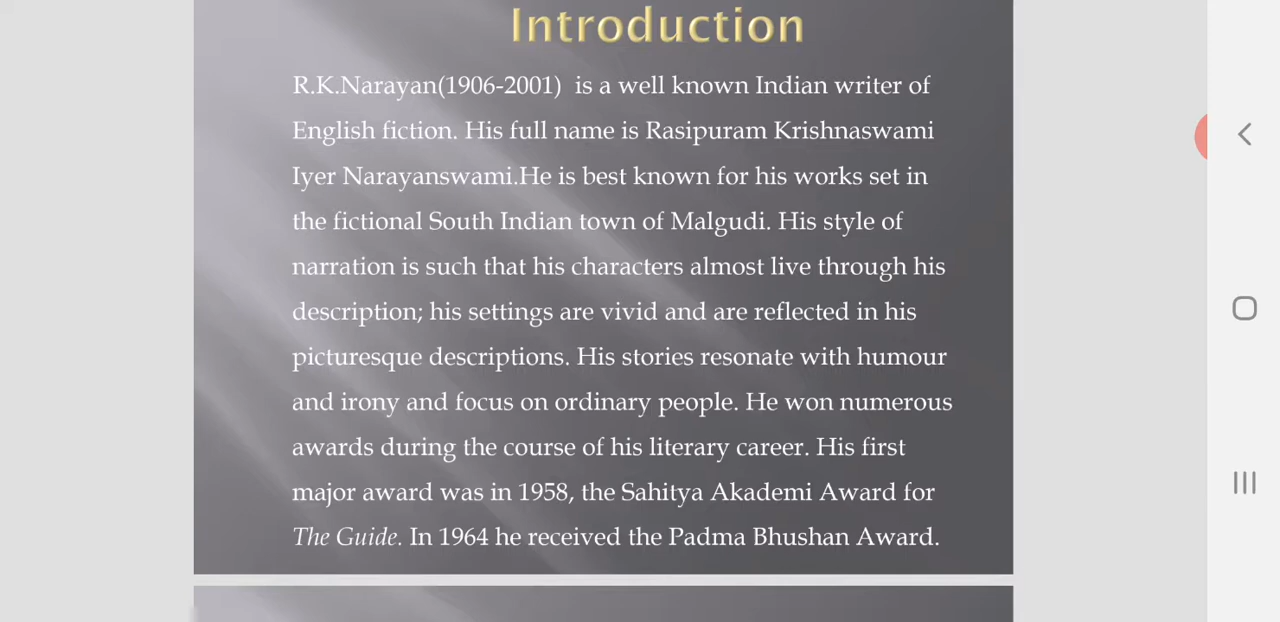 Introduction
R.K.Narayan(1906-2001) is a well known Indian writer of
English fiction. His full name is Rasipuram Krishnaswami
Iyer Narayanswami.He is best known for his works set in
the fictional South Indian town of Malgudi. His style of
narration is such that his characters almost live through his
description; his settings are vivid and are reflected in his
picturesque descriptions. His stories resonate with humour
and irony and focus on ordinary people. He won numerous
awards during the course of his literary career. His first
major award was in 1958, the Sahitya Akademi Award for
The Guide. In 1964 he received the Padma Bhushan Award.